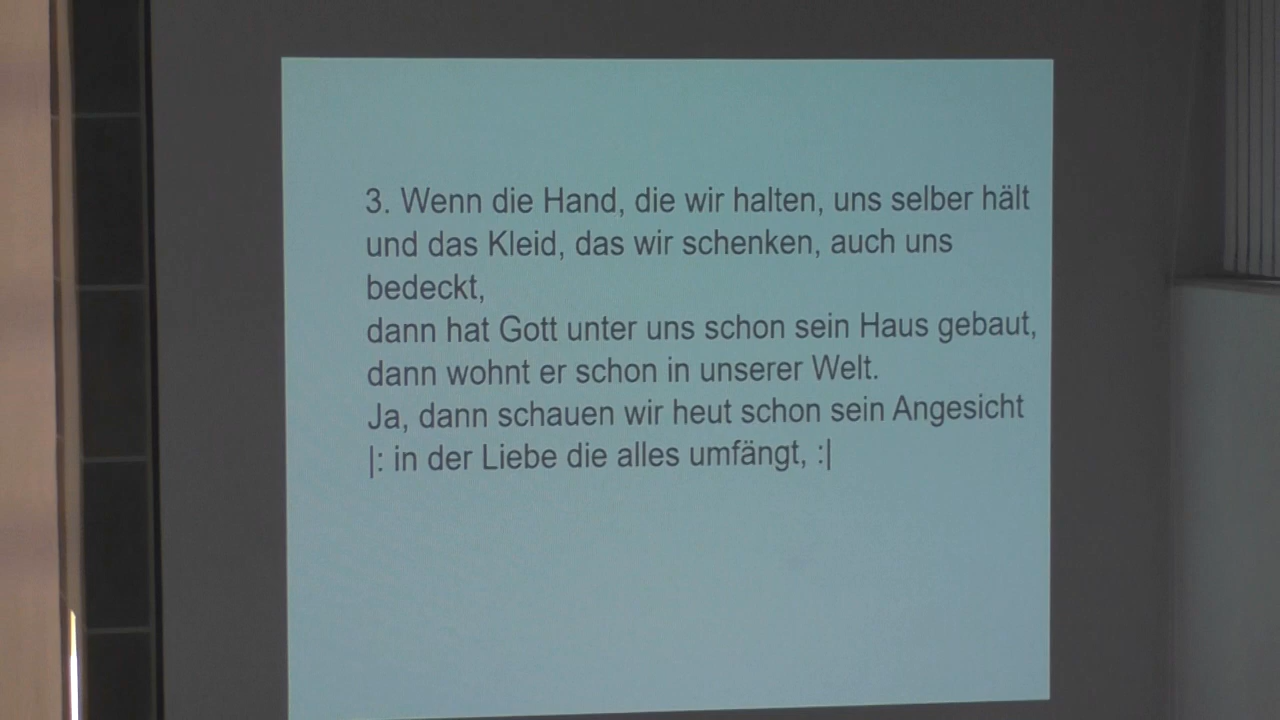 3. Wenn die Hand, die wir halten, uns selber hält
und das Kleid, das wir schenken, auch uns
bedeckt,
dann hat Gott unter uns schon sein Haus gebaut,
dann wohnt er schon in unserer Welt.
Ja, dann schauen wir heut schon sein Angesicht
|: in der Liebe die alles umfängt, :|